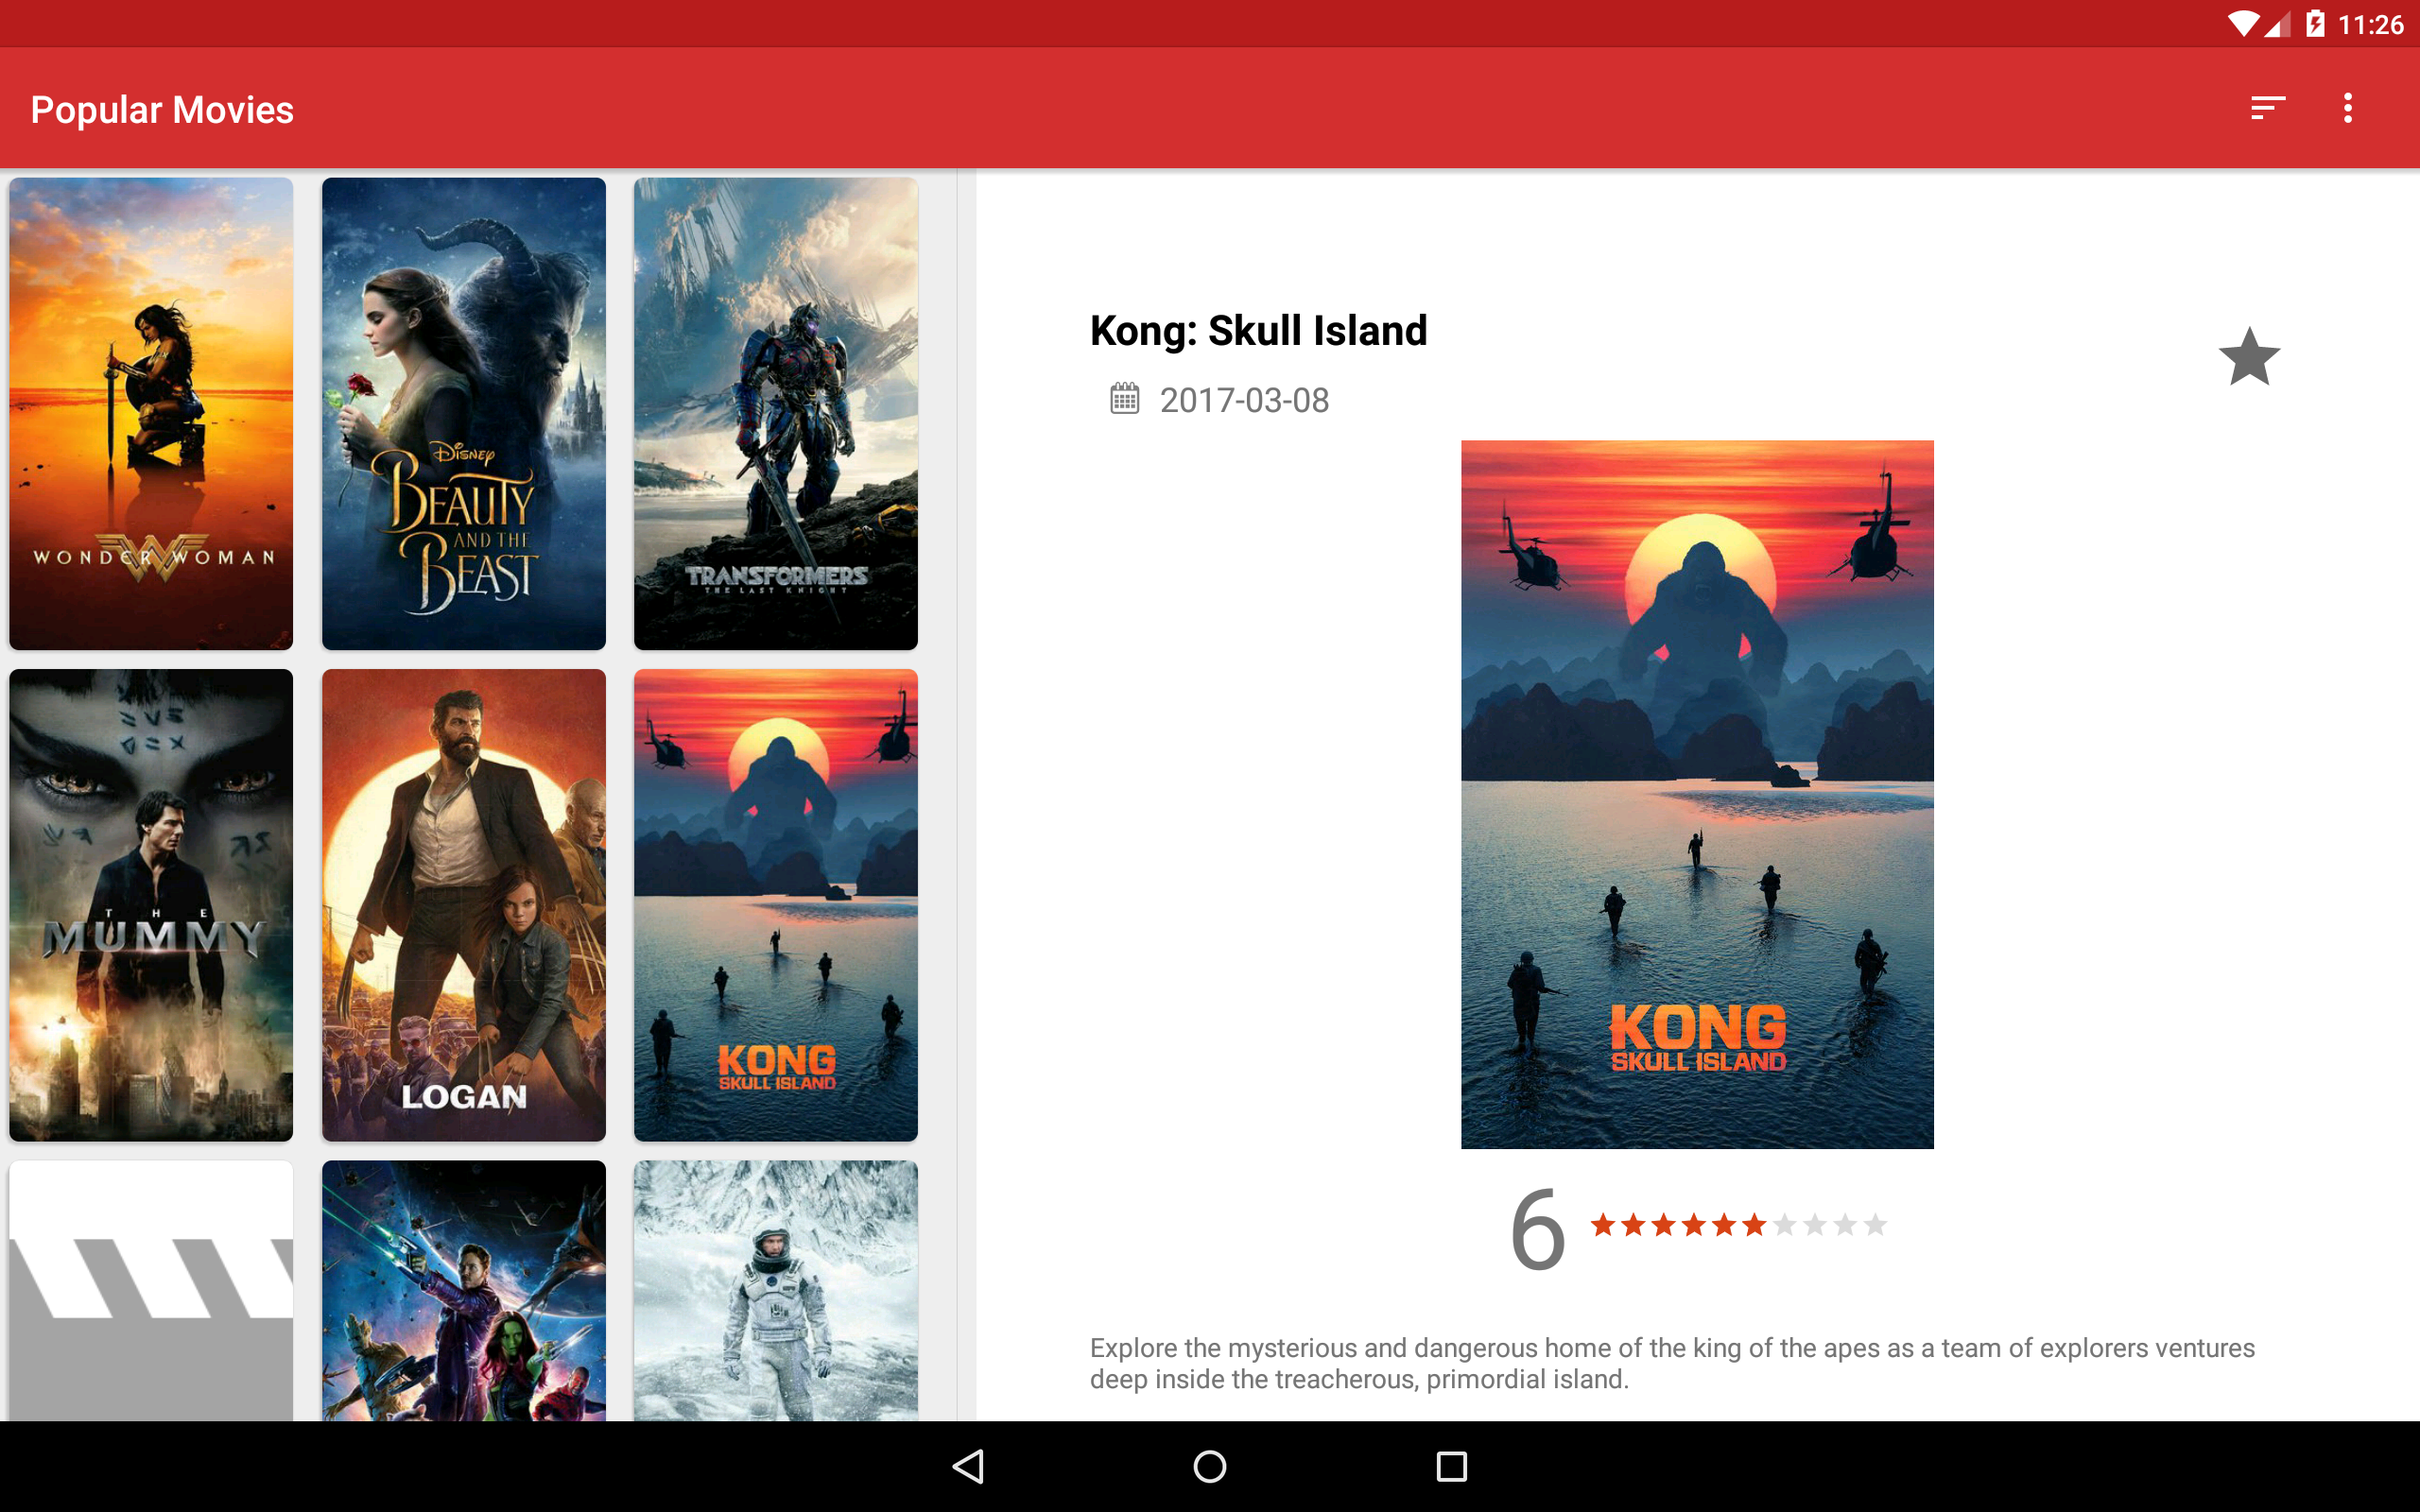 11:26
Popular Movies
WONDER WOMAN
Disney
BEAUTY
AND THE
BEAST
TRANSFORMERS
THE LAST KNIGHT
THE
MUMMY
LOGAN
KONG
SKULL ISLAND
Kong: Skull Island
2017-03-08
KONG
SKULL ISLAND
6
Explore the mysterious and dangerous home of the king of the apes as a team of explorers ventures
deep inside the treacherous, primordial island.